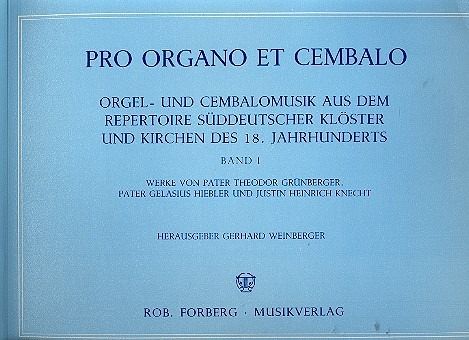 PRO ORGANO ET CEMBALO
ORGEL- UND CEMBALOMUSIK AUS DEM
REPERTOIRE SÜDDEUTSCHER KLÖSTER
UND KIRCHEN DES 18. JAHRHUNDERTS
BAND I
WERKE VON PATER THEODOR GRÜNBERGER,
PATER GELASIUS HIEBLER UND JUSTIN HEINRICH KNECHT
HERAUSGEBER GERHARD WEINBERGER
ROB. FORBERG · MUSIKVERLAG